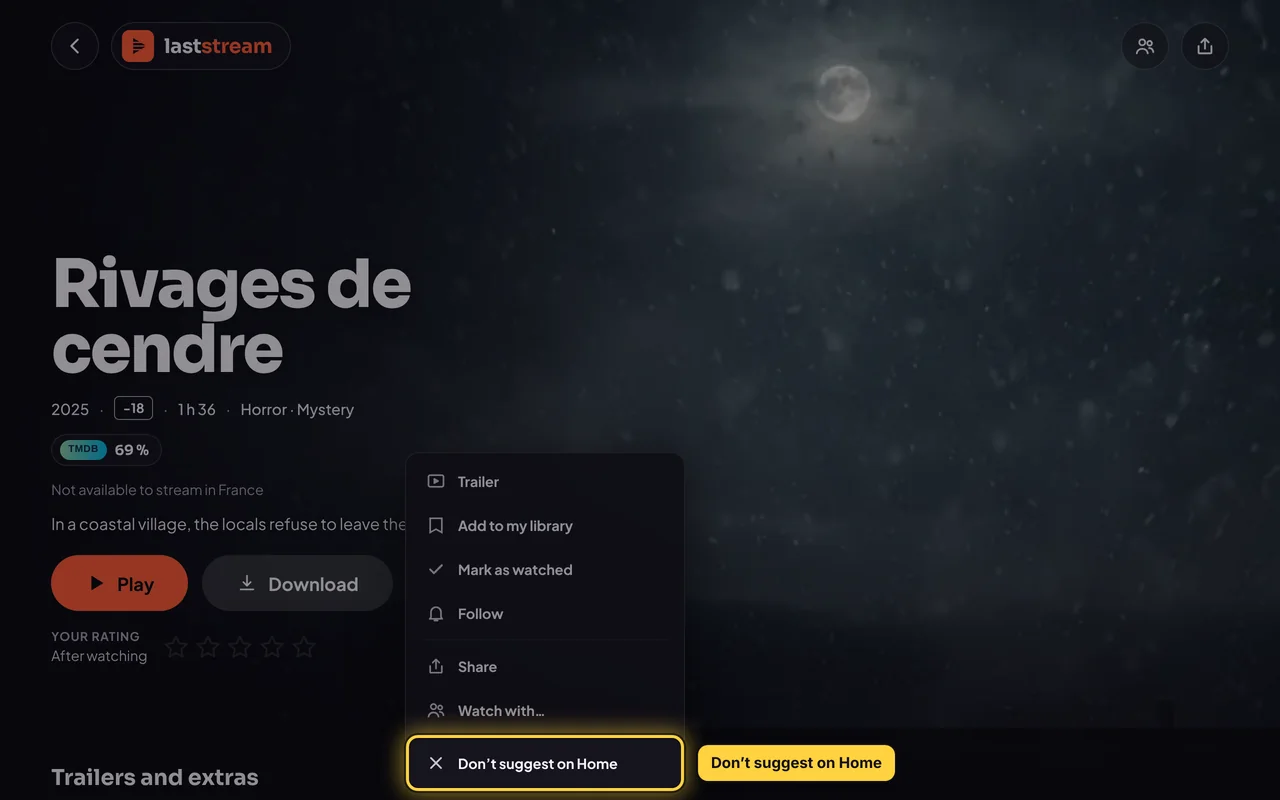 laststream
Rivages de
cendre
2025 · -18 · 1 h 36 · Horror · Mystery
TMDB 69 %
Not available to stream in France
In a coastal village, the locals refuse to leave the
Play
Download
YOUR RATING
After watching
Trailer
Add to my library
Mark as watched
Follow
Share
Watch with…
Don’t suggest on Home
Don’t suggest on Home
Trailers and extras